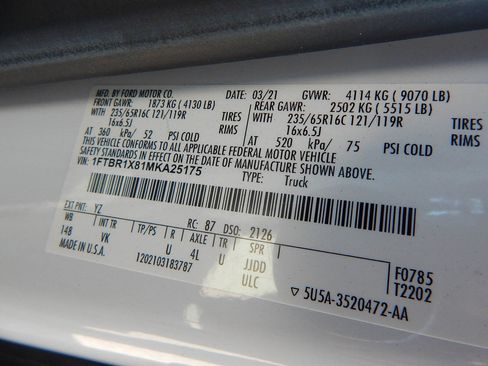 MFD. BY FORD MOTOR CO.
DATE: 03/21 GVWR: 4114 KG ( 9070 LB)
FRONT GAWR: 1873 KG ( 4130 LB) REAR GAWR: 2502 KG ( 5515 LB)
WITH 235/65R16C 121/119R TIRES WITH 235/65R16C 121/119R TIRES
16x6.5J RIMS 16x6.5J RIMS
AT 360 kPa/ 52 PSI COLD AT 520 kPa/ 75 PSI COLD
THIS VEHICLE CONFORMS TO ALL APPLICABLE FEDERAL MOTOR VEHICLE
SAFETY STANDARDS IN EFFECT ON THE DATE OF MANUFACTURE SHOWN ABOVE.
VIN: 1FTBR1X81MKA25175
TYPE: Truck
EXT PNT: YZ RC: 87 DSO: 2126
WB INT TR TP/PS R AXLE TR SPR
148 VK U 4L U JJDD
ULC
MADE IN U.S.A. 1202103183787
F0785
T2202
▽ 5U5A-3520472-AA